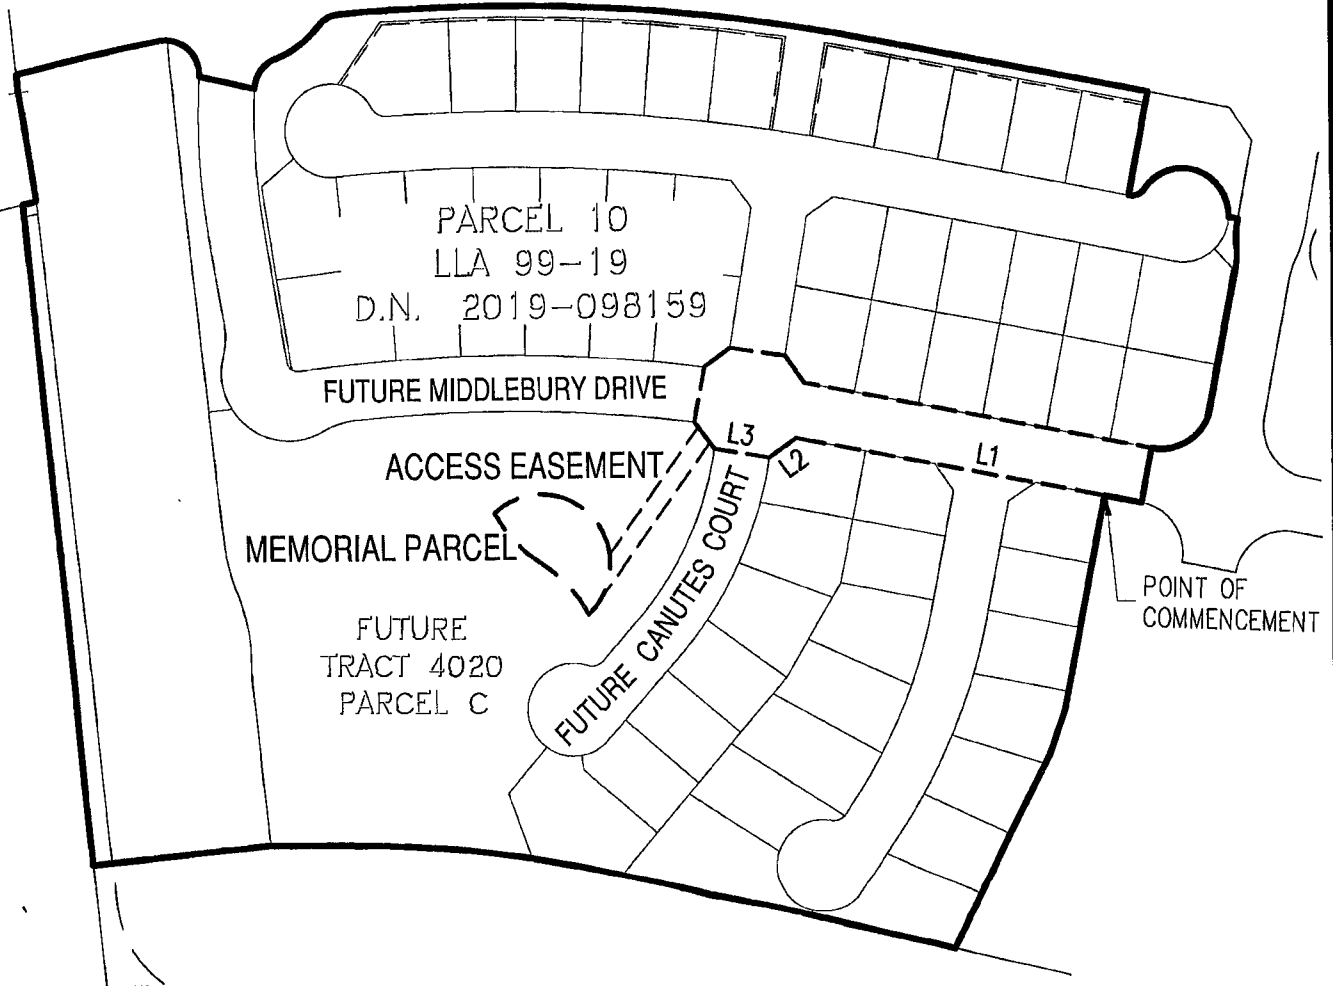 PARCEL 10
LLA 99-19
D.N. 2019-098159
FUTURE MIDDLEBURY DRIVE
L3
L2
L1
ACCESS EASEMENT
MEMORIAL PARCEL
FUTURE CANUTES COURT
POINT OF
COMMENCEMENT
FUTURE
TRACT 4020
PARCEL C